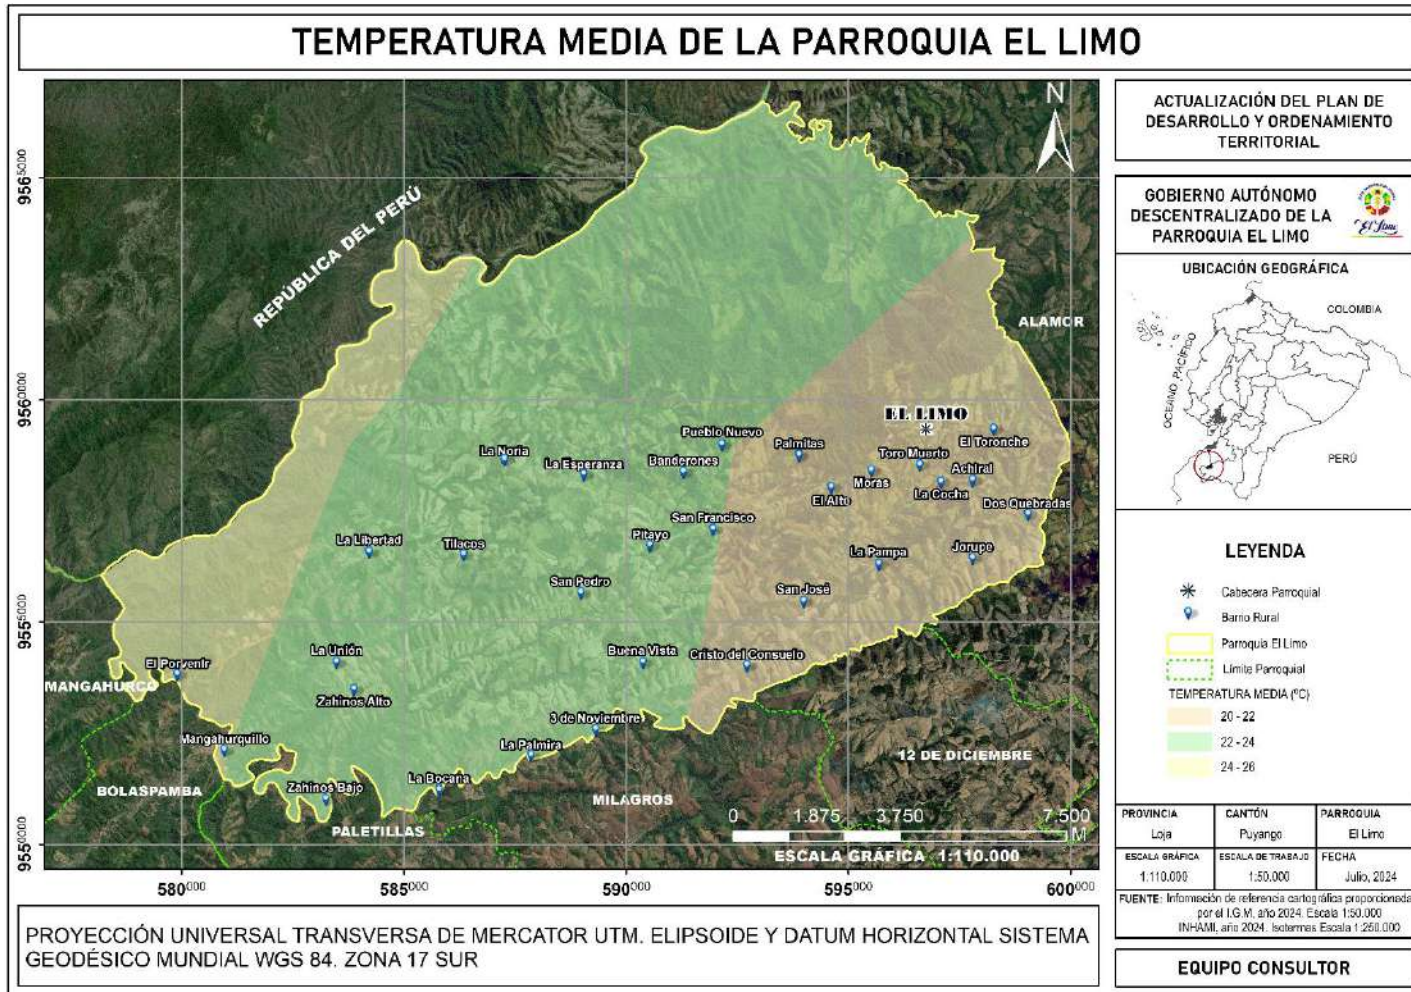 TEMPERATURA MEDIA DE LA PARROQUIA EL LIMO
N
9565000
9560000
9555000
9550000
REPÚBLICA DEL PERÚ
ALAMOR
EL LIMO
Pueblo Nuevo
Palmitas
El Toronche
La Noria
La Esperanza
Banderones
Toro Muerto
Achiral
Moras
El Alto
La Cocha
Dos Quebradas
San Francisco
La Libertad
Tilacos
Pitayo
La Pampa
Jorupe
San Pedro
San José
La Unión
Buena Vista
Cristo del Consuelo
El Porvenir
MANGAHURCO
Zahinos Alto
3 de Noviembre
Mangahurquillo
La Palmira
12 DE DICIEMBRE
BOLASPAMBA
Zahinos Bajo
La Bocana
MILAGROS
PALETILLAS
0 1.875 3.750 7.500
M
ESCALA GRÁFICA 1:110.000
580000 585000 590000 595000 600000
PROYECCIÓN UNIVERSAL TRANSVERSA DE MERCATOR UTM. ELIPSOIDE Y DATUM HORIZONTAL SISTEMA
GEODÉSICO MUNDIAL WGS 84. ZONA 17 SUR
ACTUALIZACIÓN DEL PLAN DE
DESARROLLO Y ORDENAMIENTO
TERRITORIAL
GOBIERNO AUTÓNOMO
DESCENTRALIZADO DE LA
PARROQUIA EL LIMO
El Limo
UBICACIÓN GEOGRÁFICA
COLOMBIA
OCEANO PACÍFICO
PERÚ
LEYENDA
Cabecera Parroquial
Barrio Rural
Parroquia El Limo
Límite Parroquial
TEMPERATURA MEDIA (ºC)
20 - 22
22 - 24
24 - 26
PROVINCIA
Loja
CANTÓN
Puyango
PARROQUIA
El Limo
ESCALA GRÁFICA
1:110.000
ESCALA DE TRABAJO
1:50.000
FECHA
Julio, 2024
FUENTE: Información de referencia cartográfica proporcionada
por el I.G.M, año 2024. Escala 1:50.000
INHAMI, año 2024. Isotermas Escala 1:250.000
EQUIPO CONSULTOR